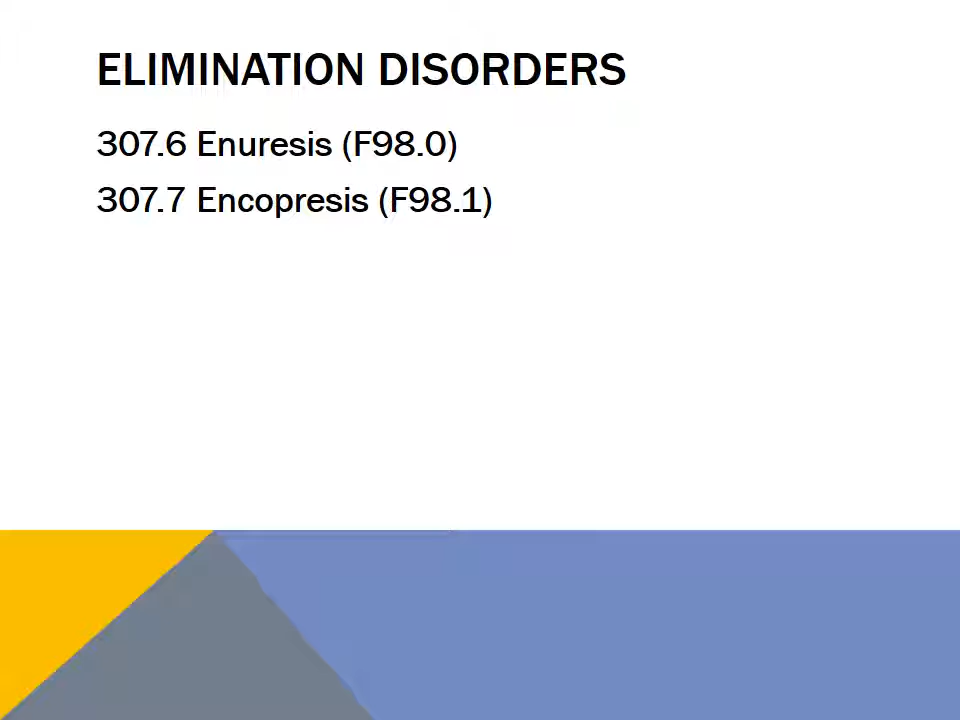 ELIMINATION DISORDERS
307.6 Enuresis (F98.0)
307.7 Encopresis (F98.1)